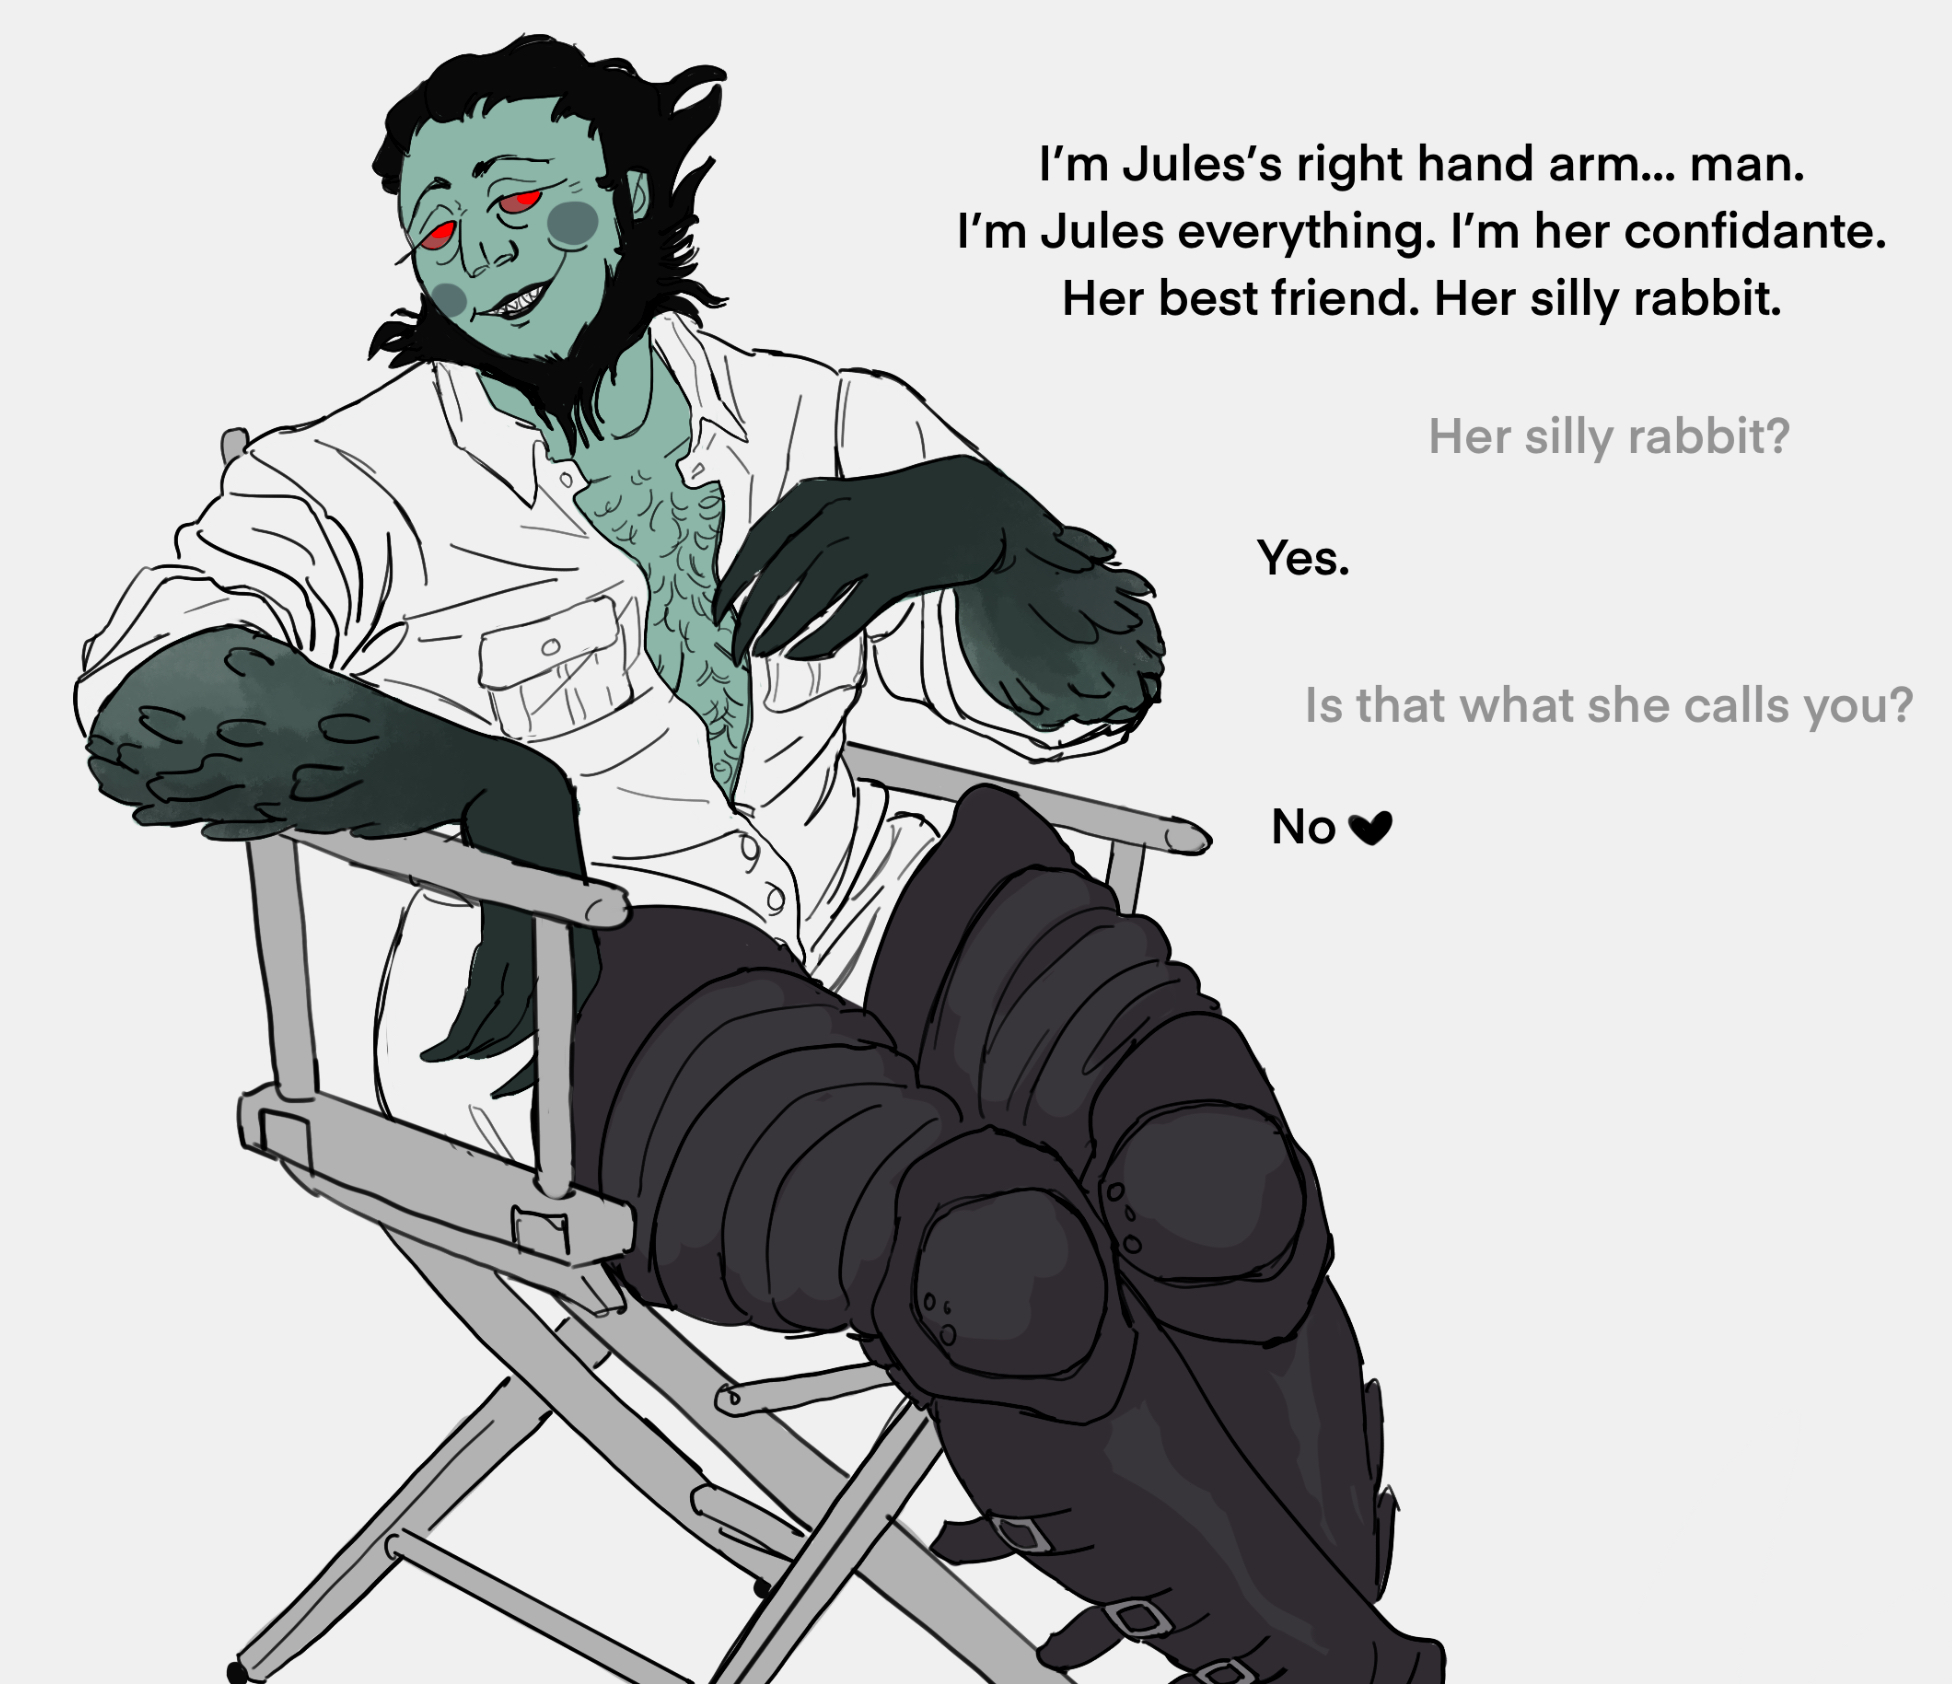 I’m Jules’s right hand arm... man.
I’m Jules everything. I’m her confidante.
Her best friend. Her silly rabbit.
Her silly rabbit?
Yes.
Is that what she calls you?
No ♥